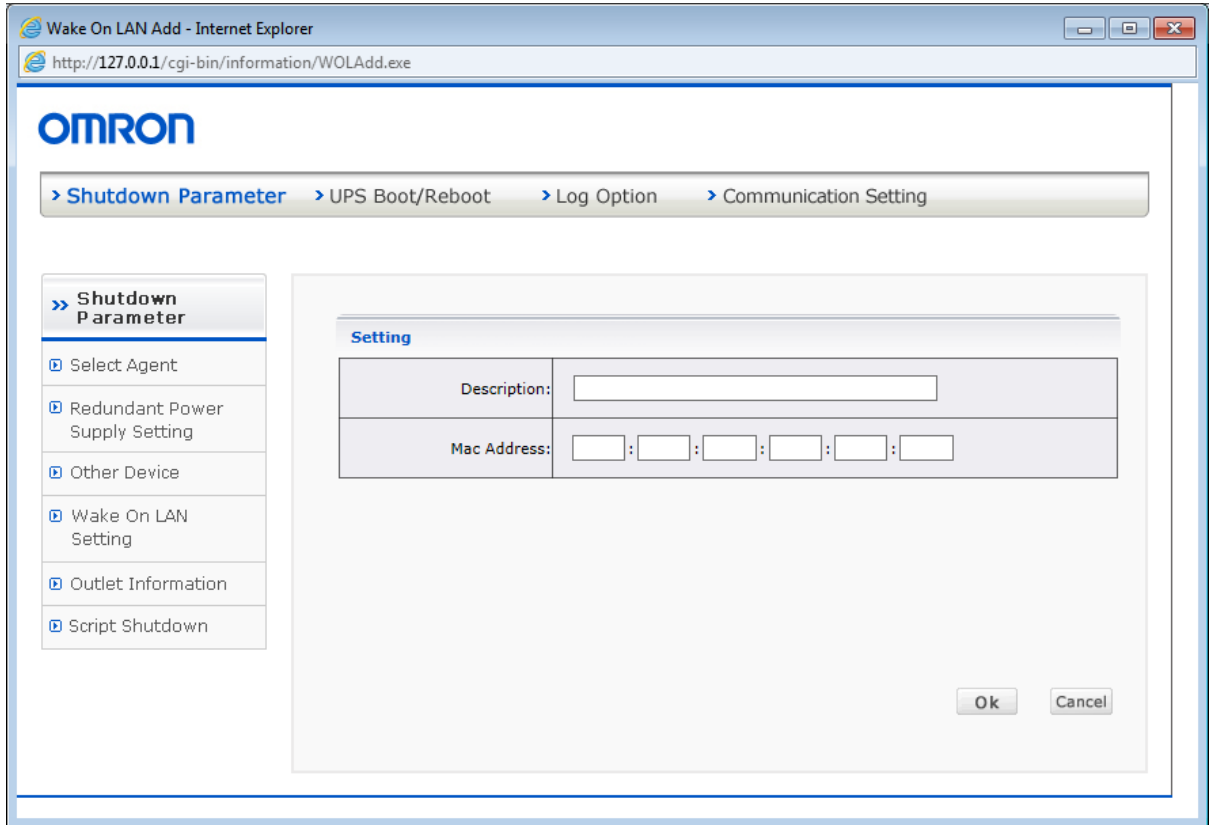 Wake On LAN Add - Internet Explorer
http://127.0.0.1/cgi-bin/information/WOLAdd.exe
OMRON
Shutdown Parameter UPS Boot/Reboot Log Option Communication Setting
Shutdown
Parameter
Select Agent
Redundant Power
Supply Setting
Other Device
Wake On LAN
Setting
Outlet Information
Script Shutdown
Setting
Description:
Mac Address: : : : : :
Ok Cancel